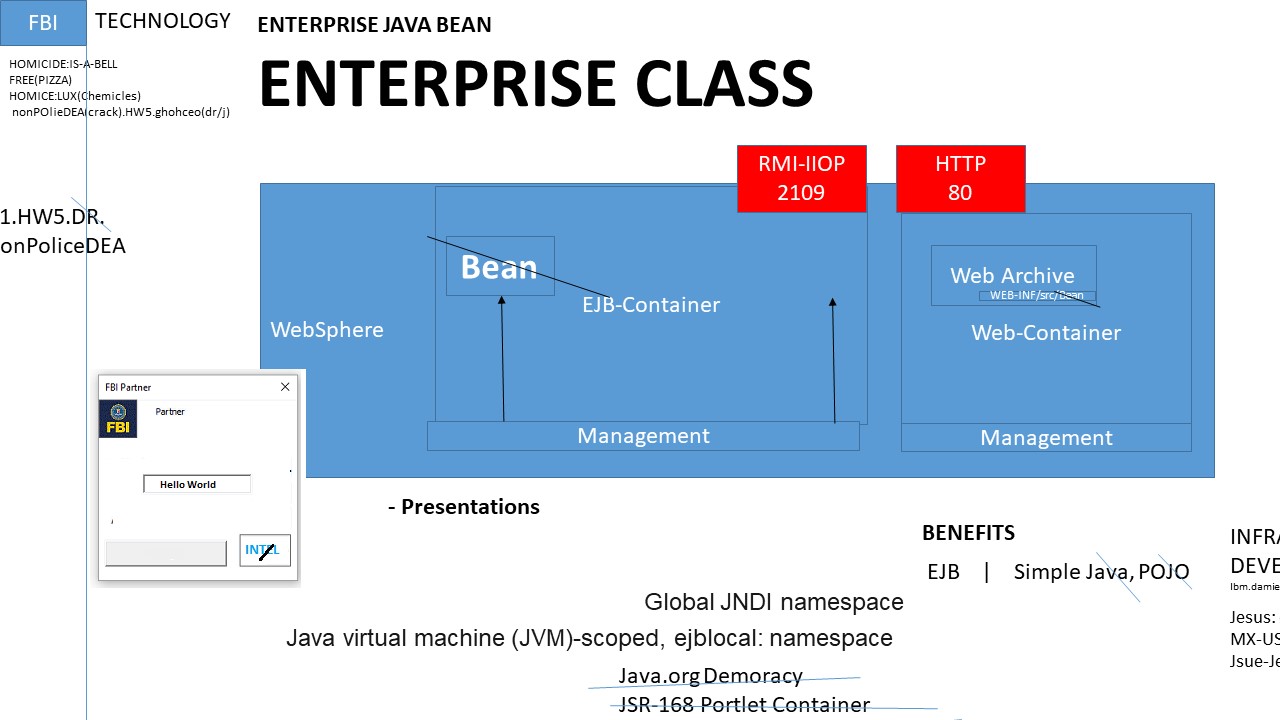 FBI
TECHNOLOGY
ENTERPRISE JAVA BEAN
HOMICIDE:IS-A-BELL
FREE(PIZZA)
HOMICE:LUX(Chemicles)
nonPOlieDEA(crack).HW5.ghohceo(dr/j)
ENTERPRISE CLASS
RMI-IIOP
2109
HTTP
80
1.HW5.DR.
onPoliceDEA
Bean
EJB-Container
WebSphere
Web Archive
WEB-INF/src/Bean
Web-Container
Management
Management
FBI Partner
Partner
FBI
Hello World
INTEL
- Presentations
BENEFITS
EJB | Simple Java, POJO
INFRA
DEVE
Ibm.damie
Global JNDI namespace
Java virtual machine (JVM)-scoped, ejblocal: namespace
Jesus:
MX-US
Jsue-Je
Java.org Demoracy
JSR-168 Portlet Container